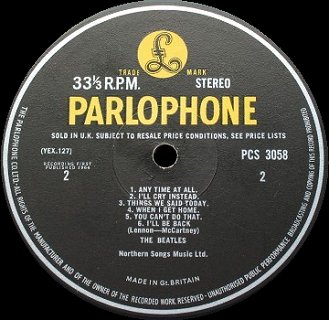 £
TRADE MARK
33⅓ R.P.M. STEREO
PARLOPHONE
SOLD IN U.K. SUBJECT TO RESALE PRICE CONDITIONS, SEE PRICE LISTS
(YEX.127) PCS 3058
RECORDING FIRST
PUBLISHED 1964
2 2
1. ANY TIME AT ALL.
2. I'LL CRY INSTEAD.
3. THINGS WE SAID TODAY.
4. WHEN I GET HOME.
5. YOU CAN'T DO THAT.
6. I'LL BE BACK
(Lennon—McCartney)
THE BEATLES
Northern Songs Music Ltd.
MADE IN GT. BRITAIN
THE PARLOPHONE CO. LTD.—ALL RIGHTS OF THE MANUFACTURER AND OF THE OWNER OF THE RECORDED WORK RESERVED—UNAUTHORISED PUBLIC PERFORMANCE, BROADCASTING AND COPYING OF THIS RECORD PROHIBITED